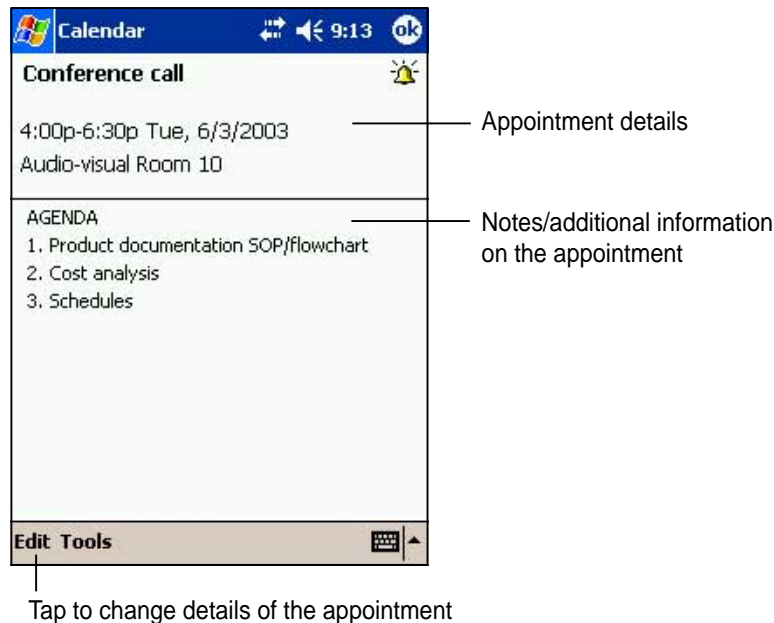 Calendar 9:13 ok
Conference call
4:00p-6:30p Tue, 6/3/2003
Audio-visual Room 10
Appointment details
AGENDA
1. Product documentation SOP/flowchart
2. Cost analysis
3. Schedules
Notes/additional information
on the appointment
Edit Tools
Tap to change details of the appointment